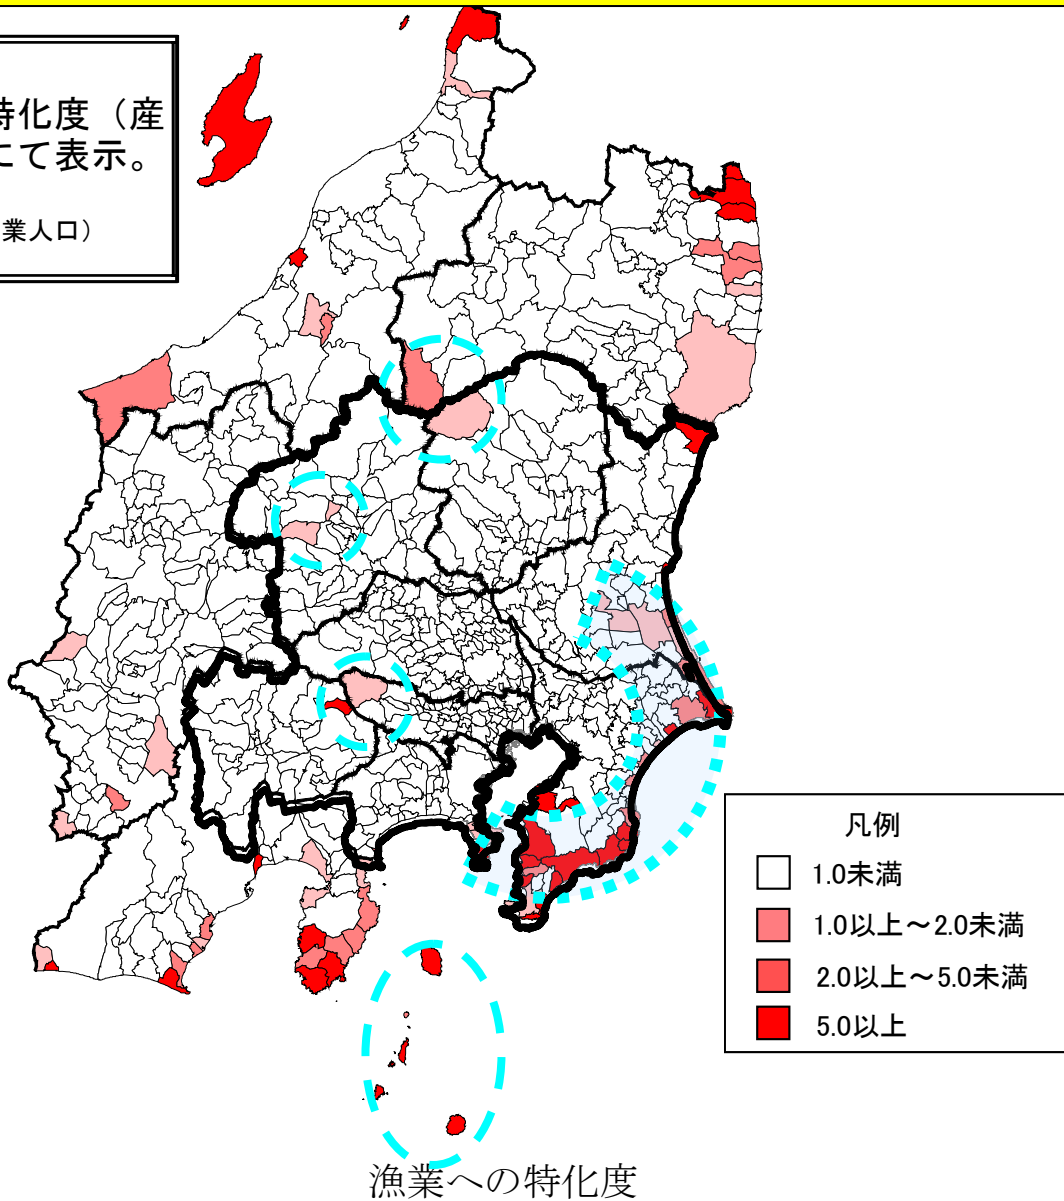 特化度（産
にて表示。
業人口）
凡例
1.0未満
1.0以上～2.0未満
2.0以上～5.0未満
5.0以上
漁業への特化度